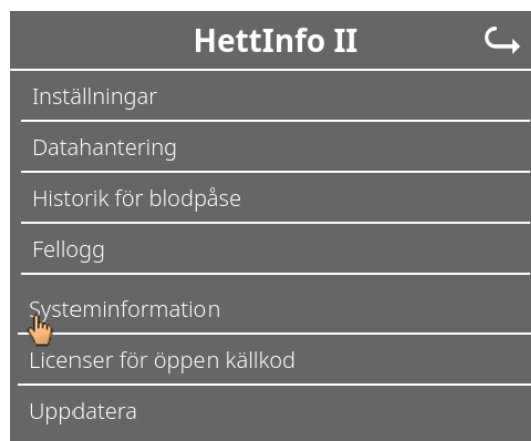 HettInfo II
Inställningar
Datahantering
Historik för blodpåse
Fellogg
Systeminformation
Licenser för öppen källkod
Uppdatera